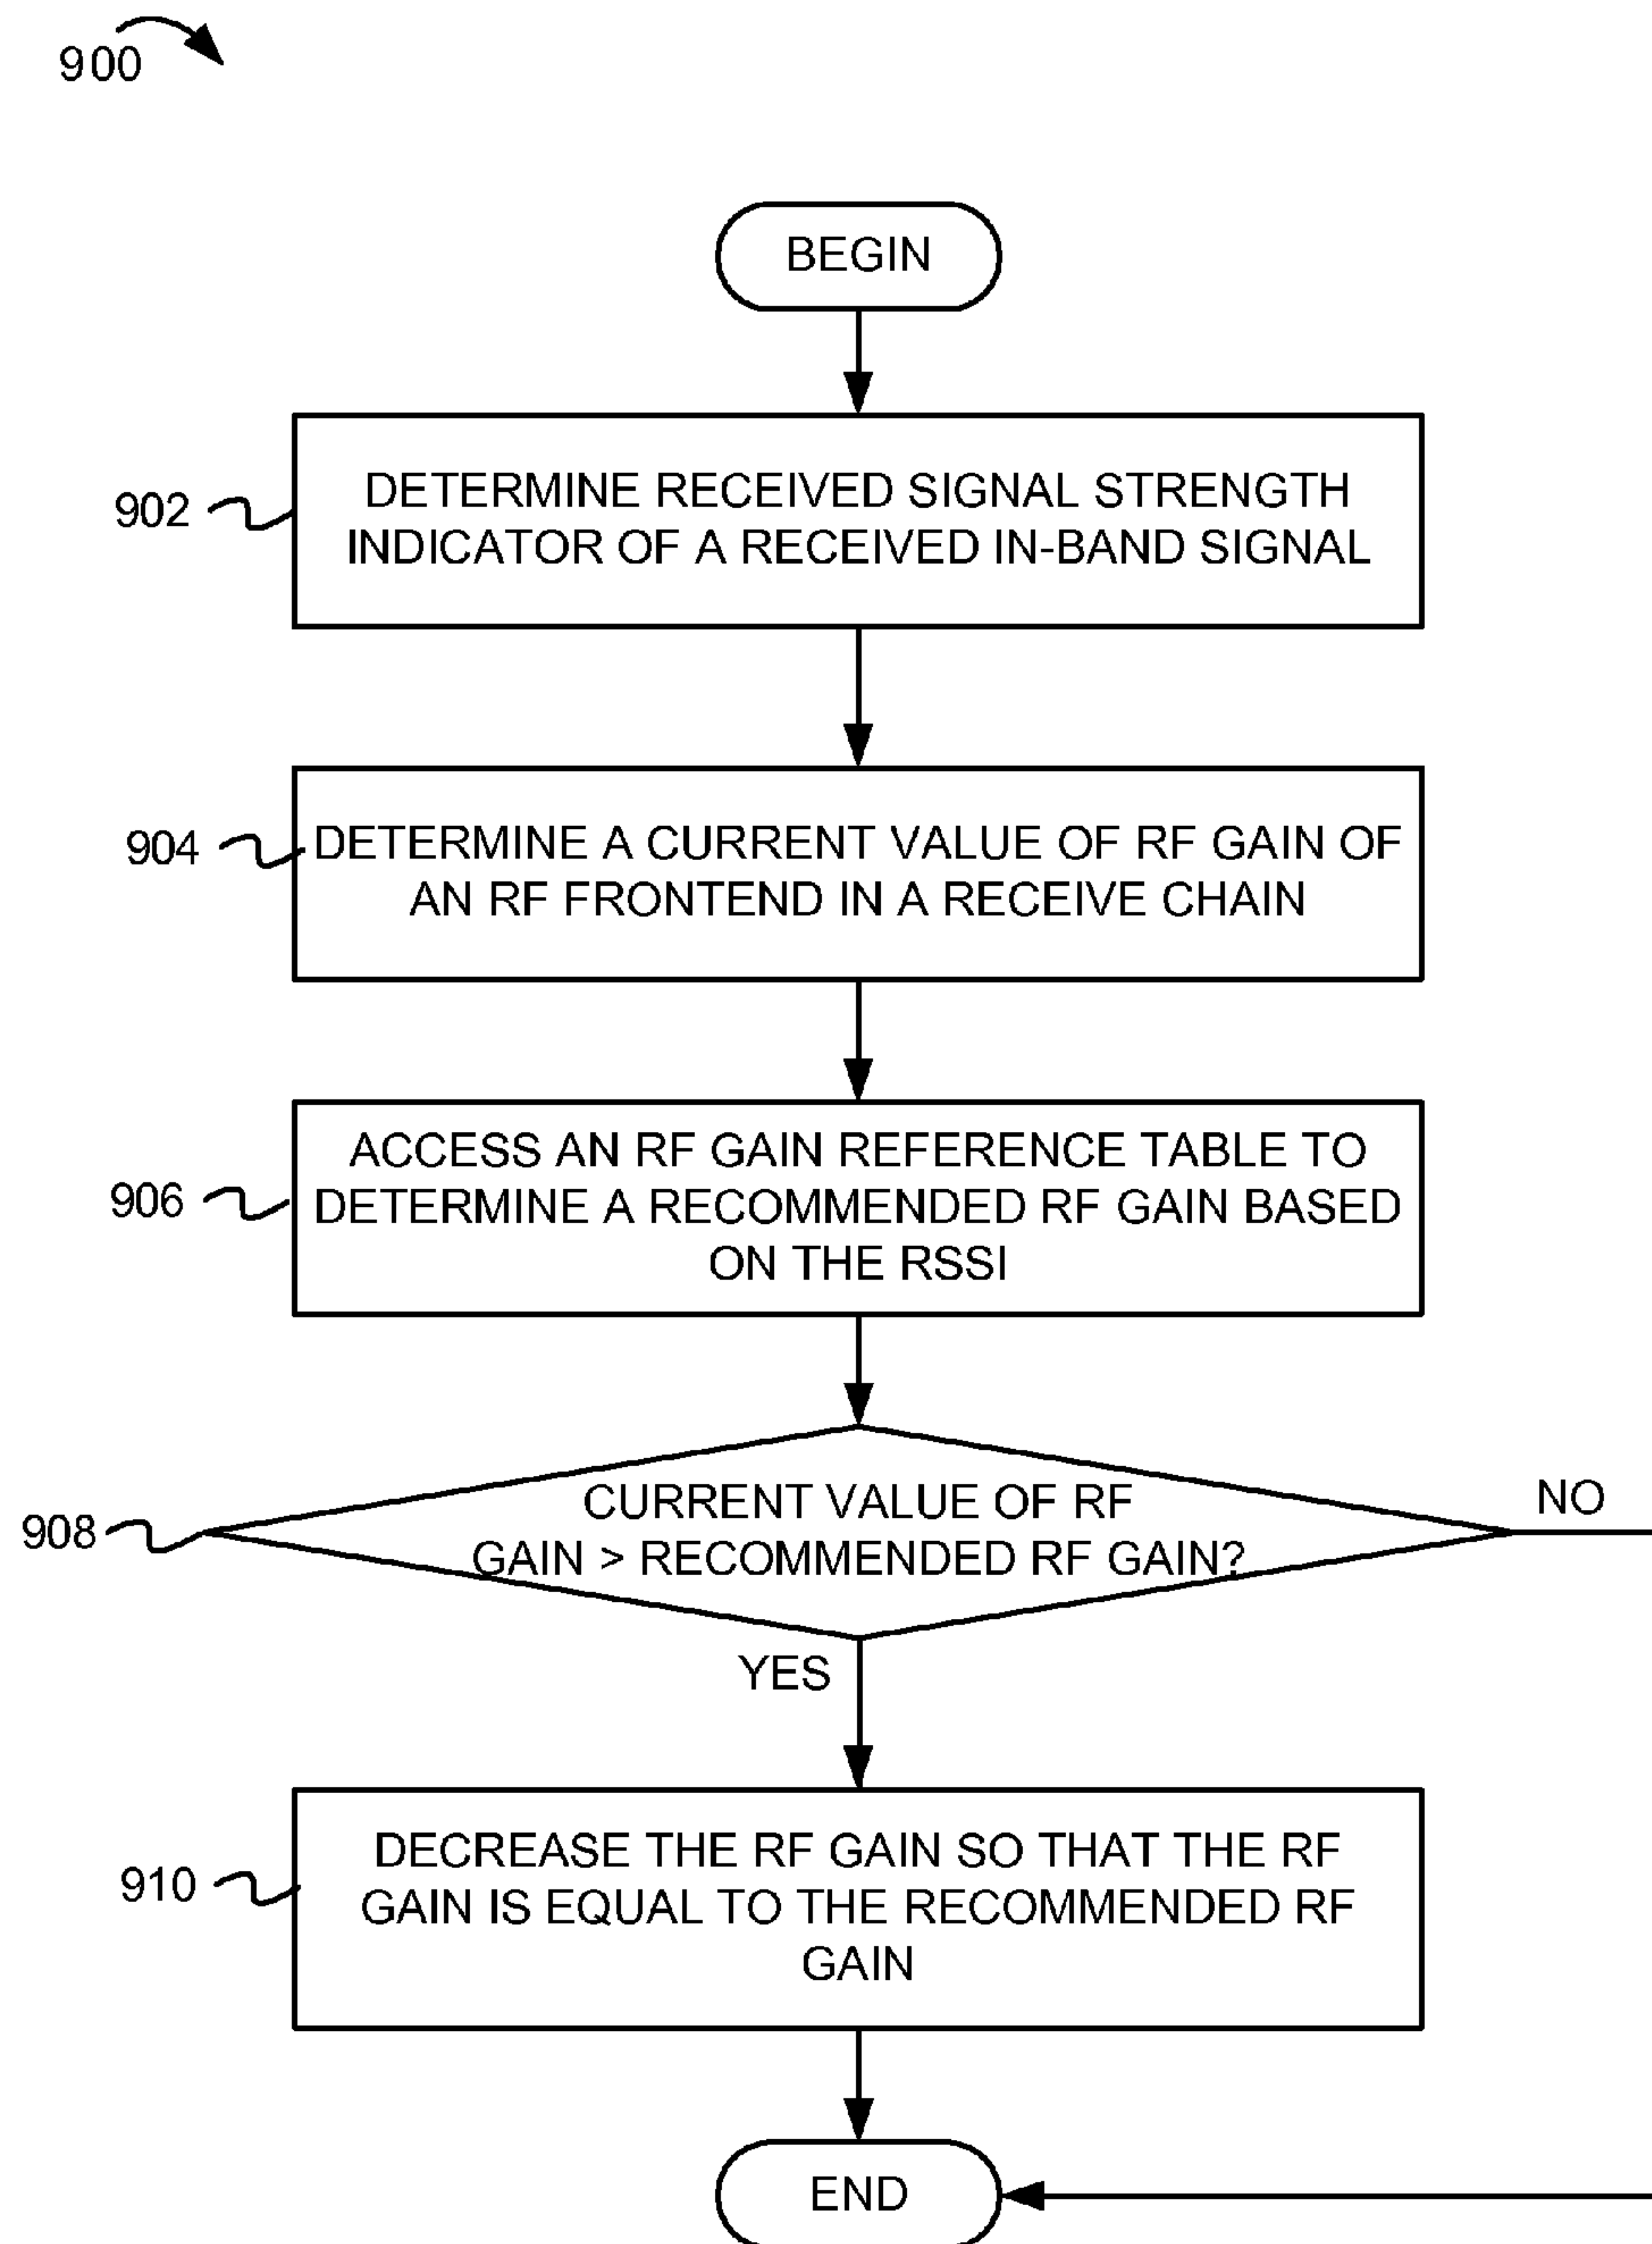 900
BEGIN
902
DETERMINE RECEIVED SIGNAL STRENGTH
INDICATOR OF A RECEIVED IN-BAND SIGNAL
904
DETERMINE A CURRENT VALUE OF RF GAIN OF
AN RF FRONTEND IN A RECEIVE CHAIN
906
ACCESS AN RF GAIN REFERENCE TABLE TO
DETERMINE A RECOMMENDED RF GAIN BASED
ON THE RSSI
908
CURRENT VALUE OF RF
GAIN > RECOMMENDED RF GAIN?
NO
YES
910
DECREASE THE RF GAIN SO THAT THE RF
GAIN IS EQUAL TO THE RECOMMENDED RF
GAIN
END